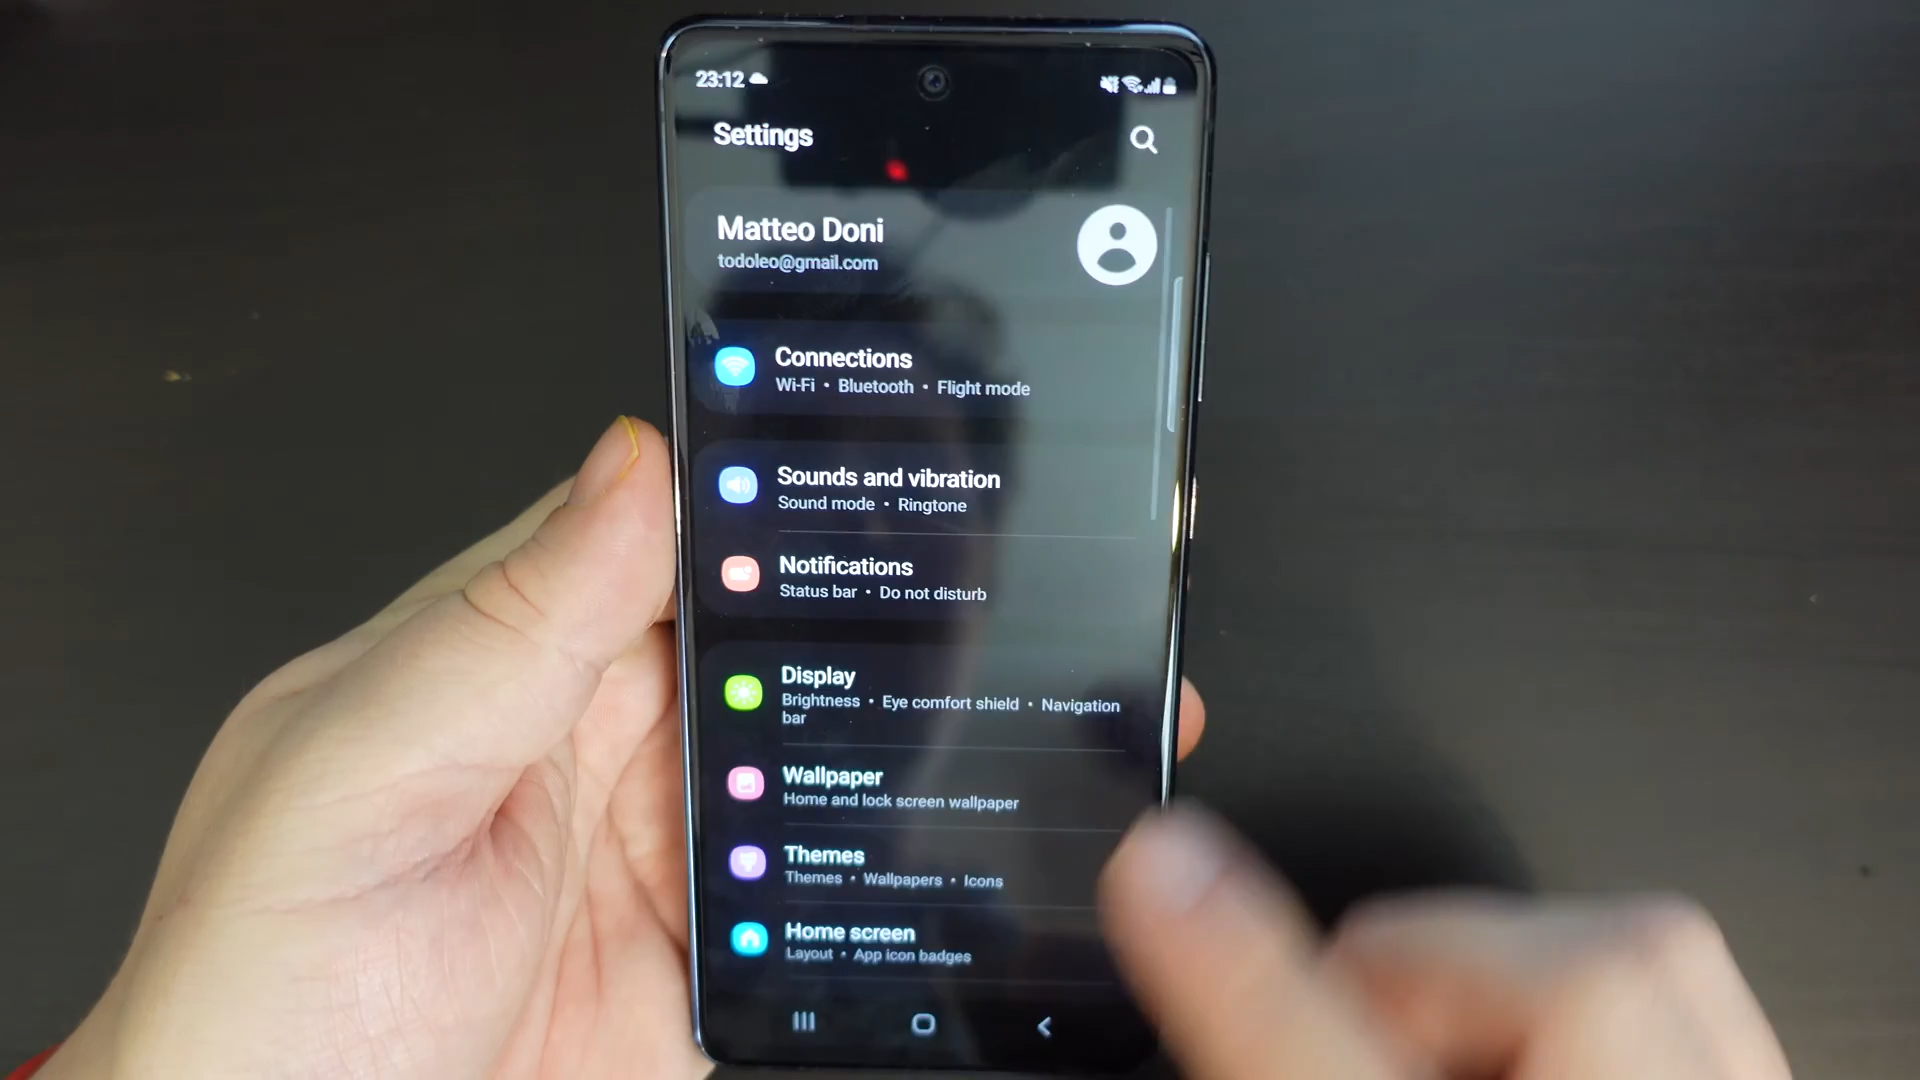 23:12
Settings
Matteo Doni
todoleo@gmail.com
Connections
Wi-Fi • Bluetooth • Flight mode
Sounds and vibration
Sound mode • Ringtone
Notifications
Status bar • Do not disturb
Display
Brightness • Eye comfort shield • Navigation
bar
Wallpaper
Home and lock screen wallpaper
Themes
Themes • Wallpapers • Icons
Home screen
Layout • App icon badges